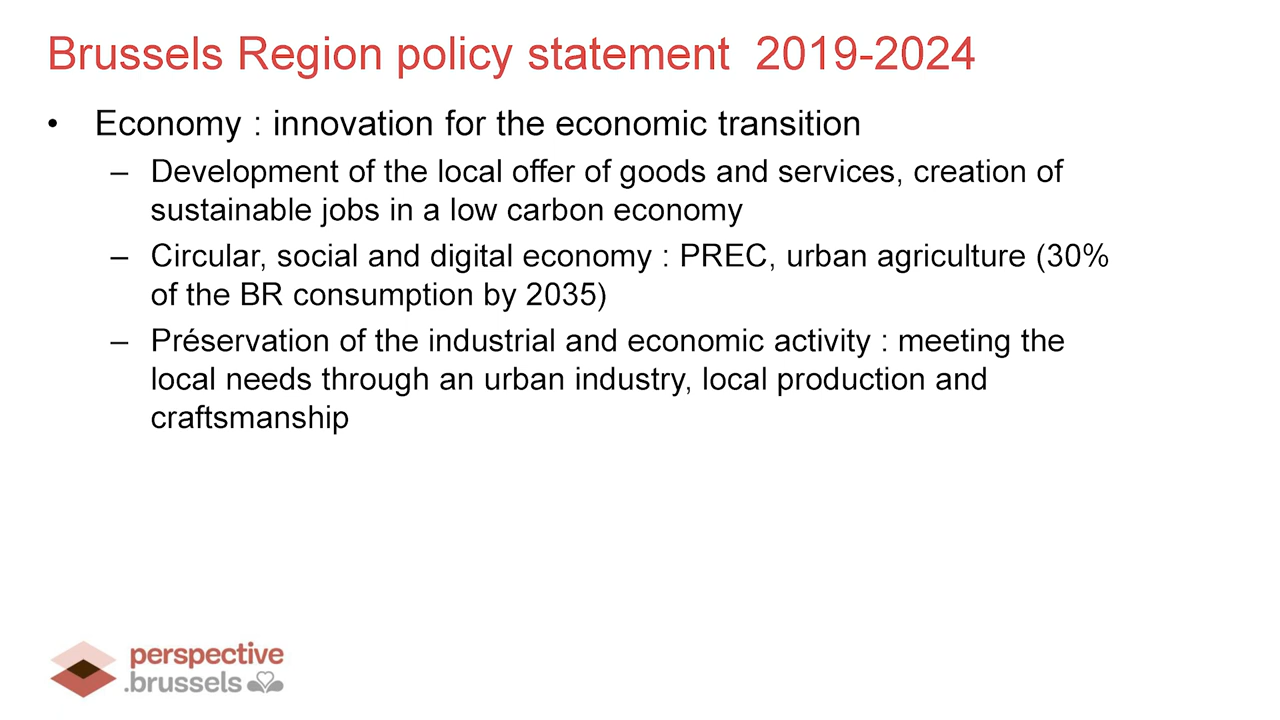 Brussels Region policy statement 2019-2024
• Economy : innovation for the economic transition
– Development of the local offer of goods and services, creation of
sustainable jobs in a low carbon economy
– Circular, social and digital economy : PREC, urban agriculture (30%
of the BR consumption by 2035)
– Préservation of the industrial and economic activity : meeting the
local needs through an urban industry, local production and
craftsmanship
perspective
.brussels